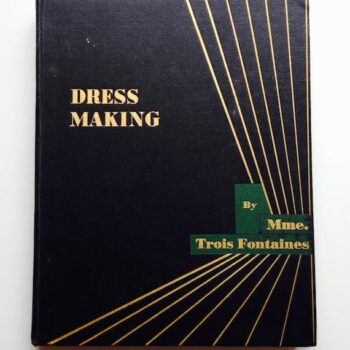 DRESS
MAKING
By
Mme.
Trois Fontaines